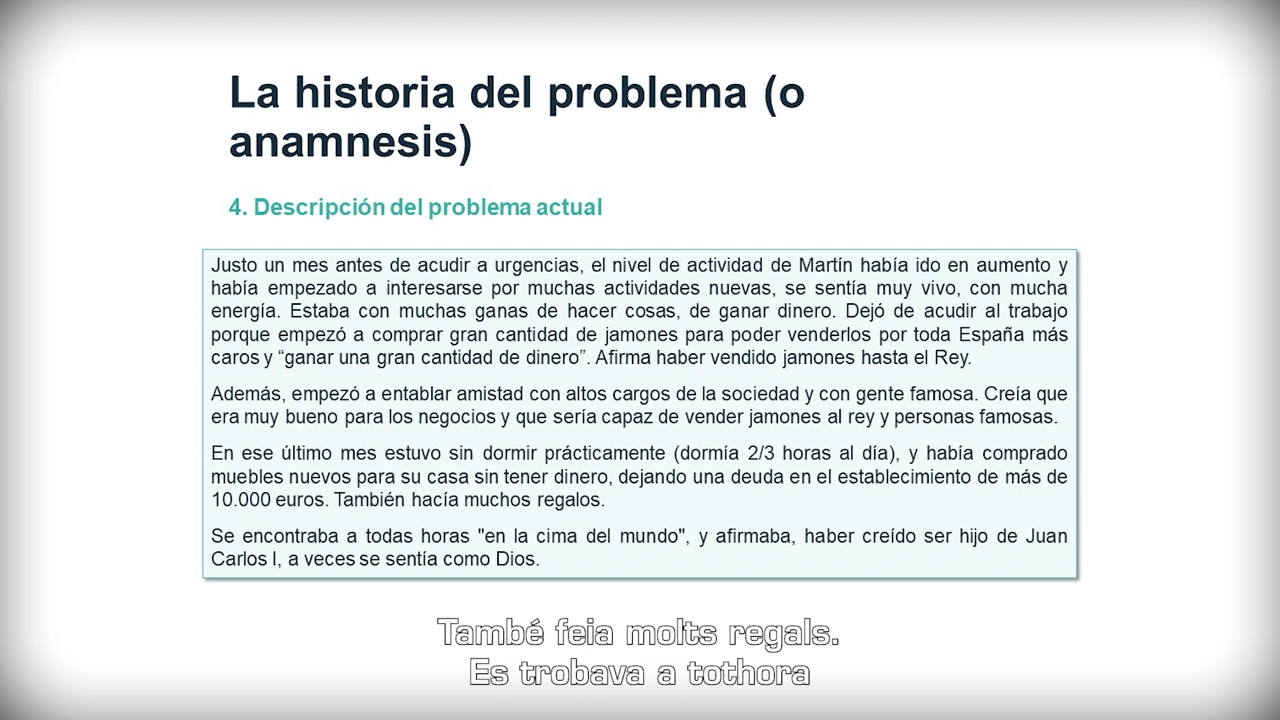 La historia del problema (o
anamnesis)
4. Descripción del problema actual
Justo un mes antes de acudir a urgencias, el nivel de actividad de Martín había ido en aumento y
había empezado a interesarse por muchas actividades nuevas, se sentía muy vivo, con mucha
energía. Estaba con muchas ganas de hacer cosas, de ganar dinero. Dejó de acudir al trabajo
porque empezó a comprar gran cantidad de jamones para poder venderlos por toda España más
caros y “ganar una gran cantidad de dinero”. Afirma haber vendido jamones hasta el Rey.
Además, empezó a entablar amistad con altos cargos de la sociedad y con gente famosa. Creía que
era muy bueno para los negocios y que sería capaz de vender jamones al rey y personas famosas.
En ese último mes estuvo sin dormir prácticamente (dormía 2/3 horas al día), y había comprado
muebles nuevos para su casa sin tener dinero, dejando una deuda en el establecimiento de más de
10.000 euros. También hacía muchos regalos.
Se encontraba a todas horas "en la cima del mundo", y afirmaba, haber creído ser hijo de Juan
Carlos I, a veces se sentía como Dios.
També feia molts regals.
Es trobava a tothora